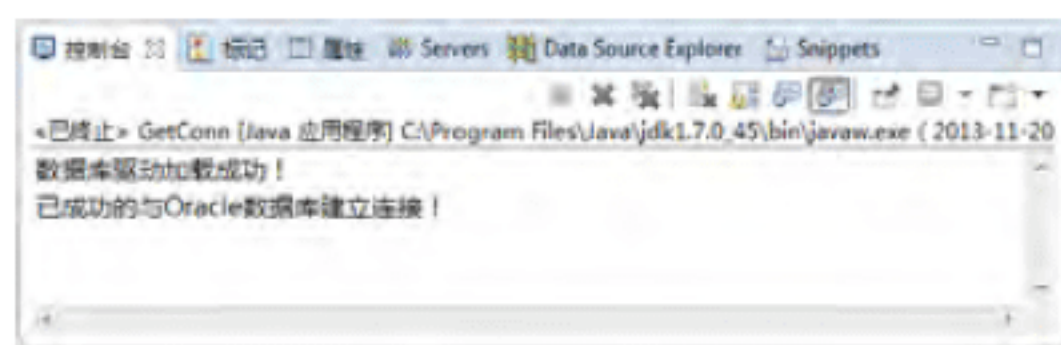 控制台 标记 属性 Servers Data Source Explorer Snippets
<已终止> GetConn [Java 应用程序] C:\Program Files\Java\jdk1.7.0_45\bin\javaw.exe ( 2013-11-20
数据库驱动加载成功！
已成功的与Oracle数据库建立连接！